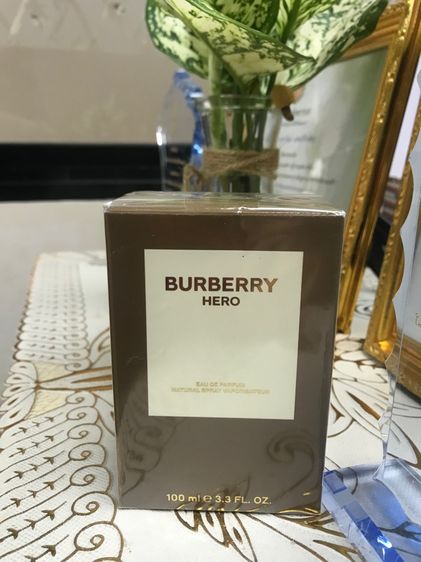 BURBERRY
HERO
EAU DE PARFUM
NATURAL SPRAY VAPORISATEUR
100 ml ℮ 3.3 FL. OZ.